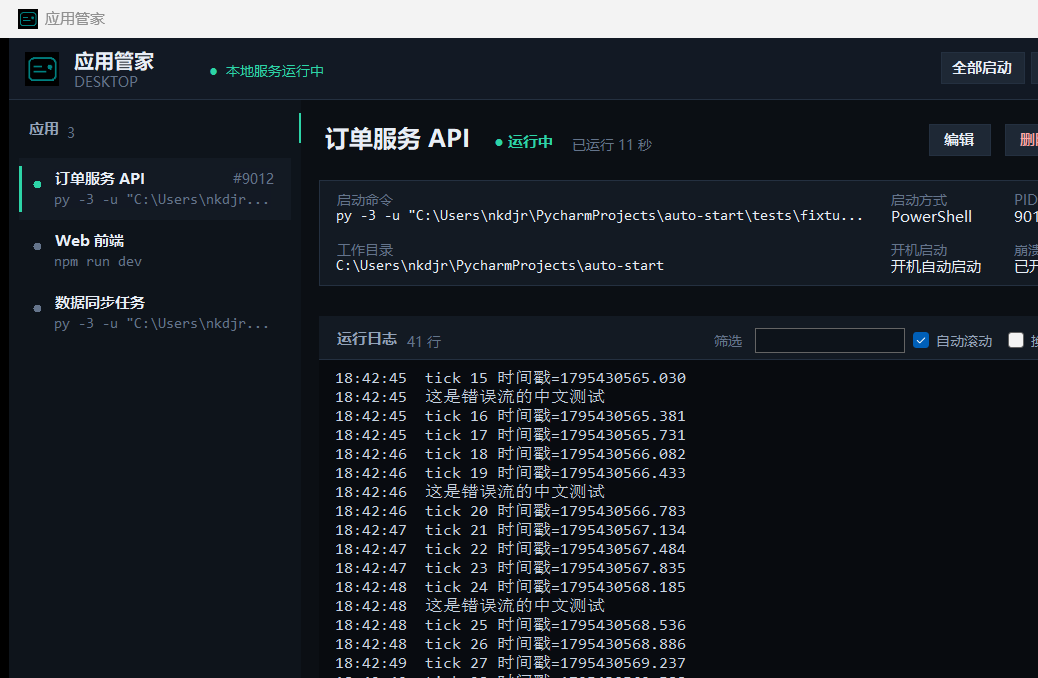 应用管家
应用管家
DESKTOP
本地服务运行中
全部启动
应用 3
订单服务 API #9012
py -3 -u "C:\Users\nkdjr...
Web 前端
npm run dev
数据同步任务
py -3 -u "C:\Users\nkdjr...
订单服务 API 运行中 已运行 11 秒
编辑
启动命令 启动方式 PID
py -3 -u "C:\Users\nkdjr\PycharmProjects\auto-start\tests\fixtu... PowerShell 901
工作目录 开机启动
C:\Users\nkdjr\PycharmProjects\auto-start 开机自动启动
运行日志 41 行 筛选 自动滚动
18:42:45 tick 15 时间戳=1795430565.030
18:42:45 这是错误流的中文测试
18:42:45 tick 16 时间戳=1795430565.381
18:42:45 tick 17 时间戳=1795430565.731
18:42:46 tick 18 时间戳=1795430566.082
18:42:46 tick 19 时间戳=1795430566.433
18:42:46 这是错误流的中文测试
18:42:46 tick 20 时间戳=1795430566.783
18:42:47 tick 21 时间戳=1795430567.134
18:42:47 tick 22 时间戳=1795430567.484
18:42:47 tick 23 时间戳=1795430567.835
18:42:48 tick 24 时间戳=1795430568.185
18:42:48 这是错误流的中文测试
18:42:48 tick 25 时间戳=1795430568.536
18:42:48 tick 26 时间戳=1795430568.886
18:42:49 tick 27 时间戳=1795430569.237